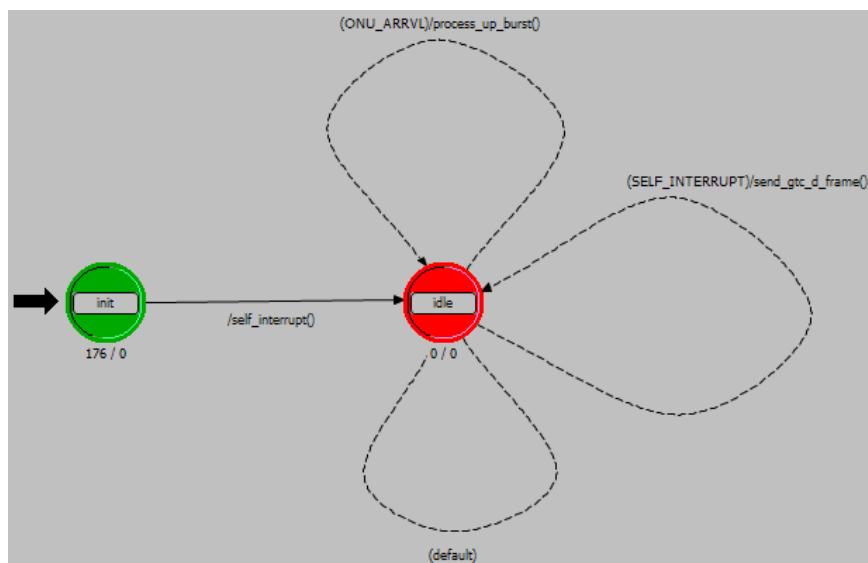 (ONU_ARRVL)/process_up_burst()
(SELF_INTERRUPT)/send_gtc_d_frame()
init
idle
/self_interrupt()
176 / 0
0 / 0
(default)